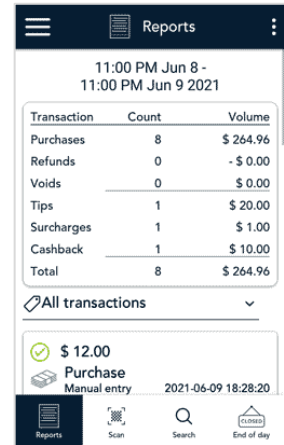 Reports
11:00 PM Jun 8 -
11:00 PM Jun 9 2021
Transaction Count Volume
Purchases 8 $ 264.96
Refunds 0 - $ 0.00
Voids 0 $ 0.00
Tips 1 $ 20.00
Surcharges 1 $ 1.00
Cashback 1 $ 10.00
Total 8 $ 264.96
All transactions
$ 12.00
Purchase
Manual entry 2021-06-09 18:28:20
CLOSED
Reports Scan Search End of day